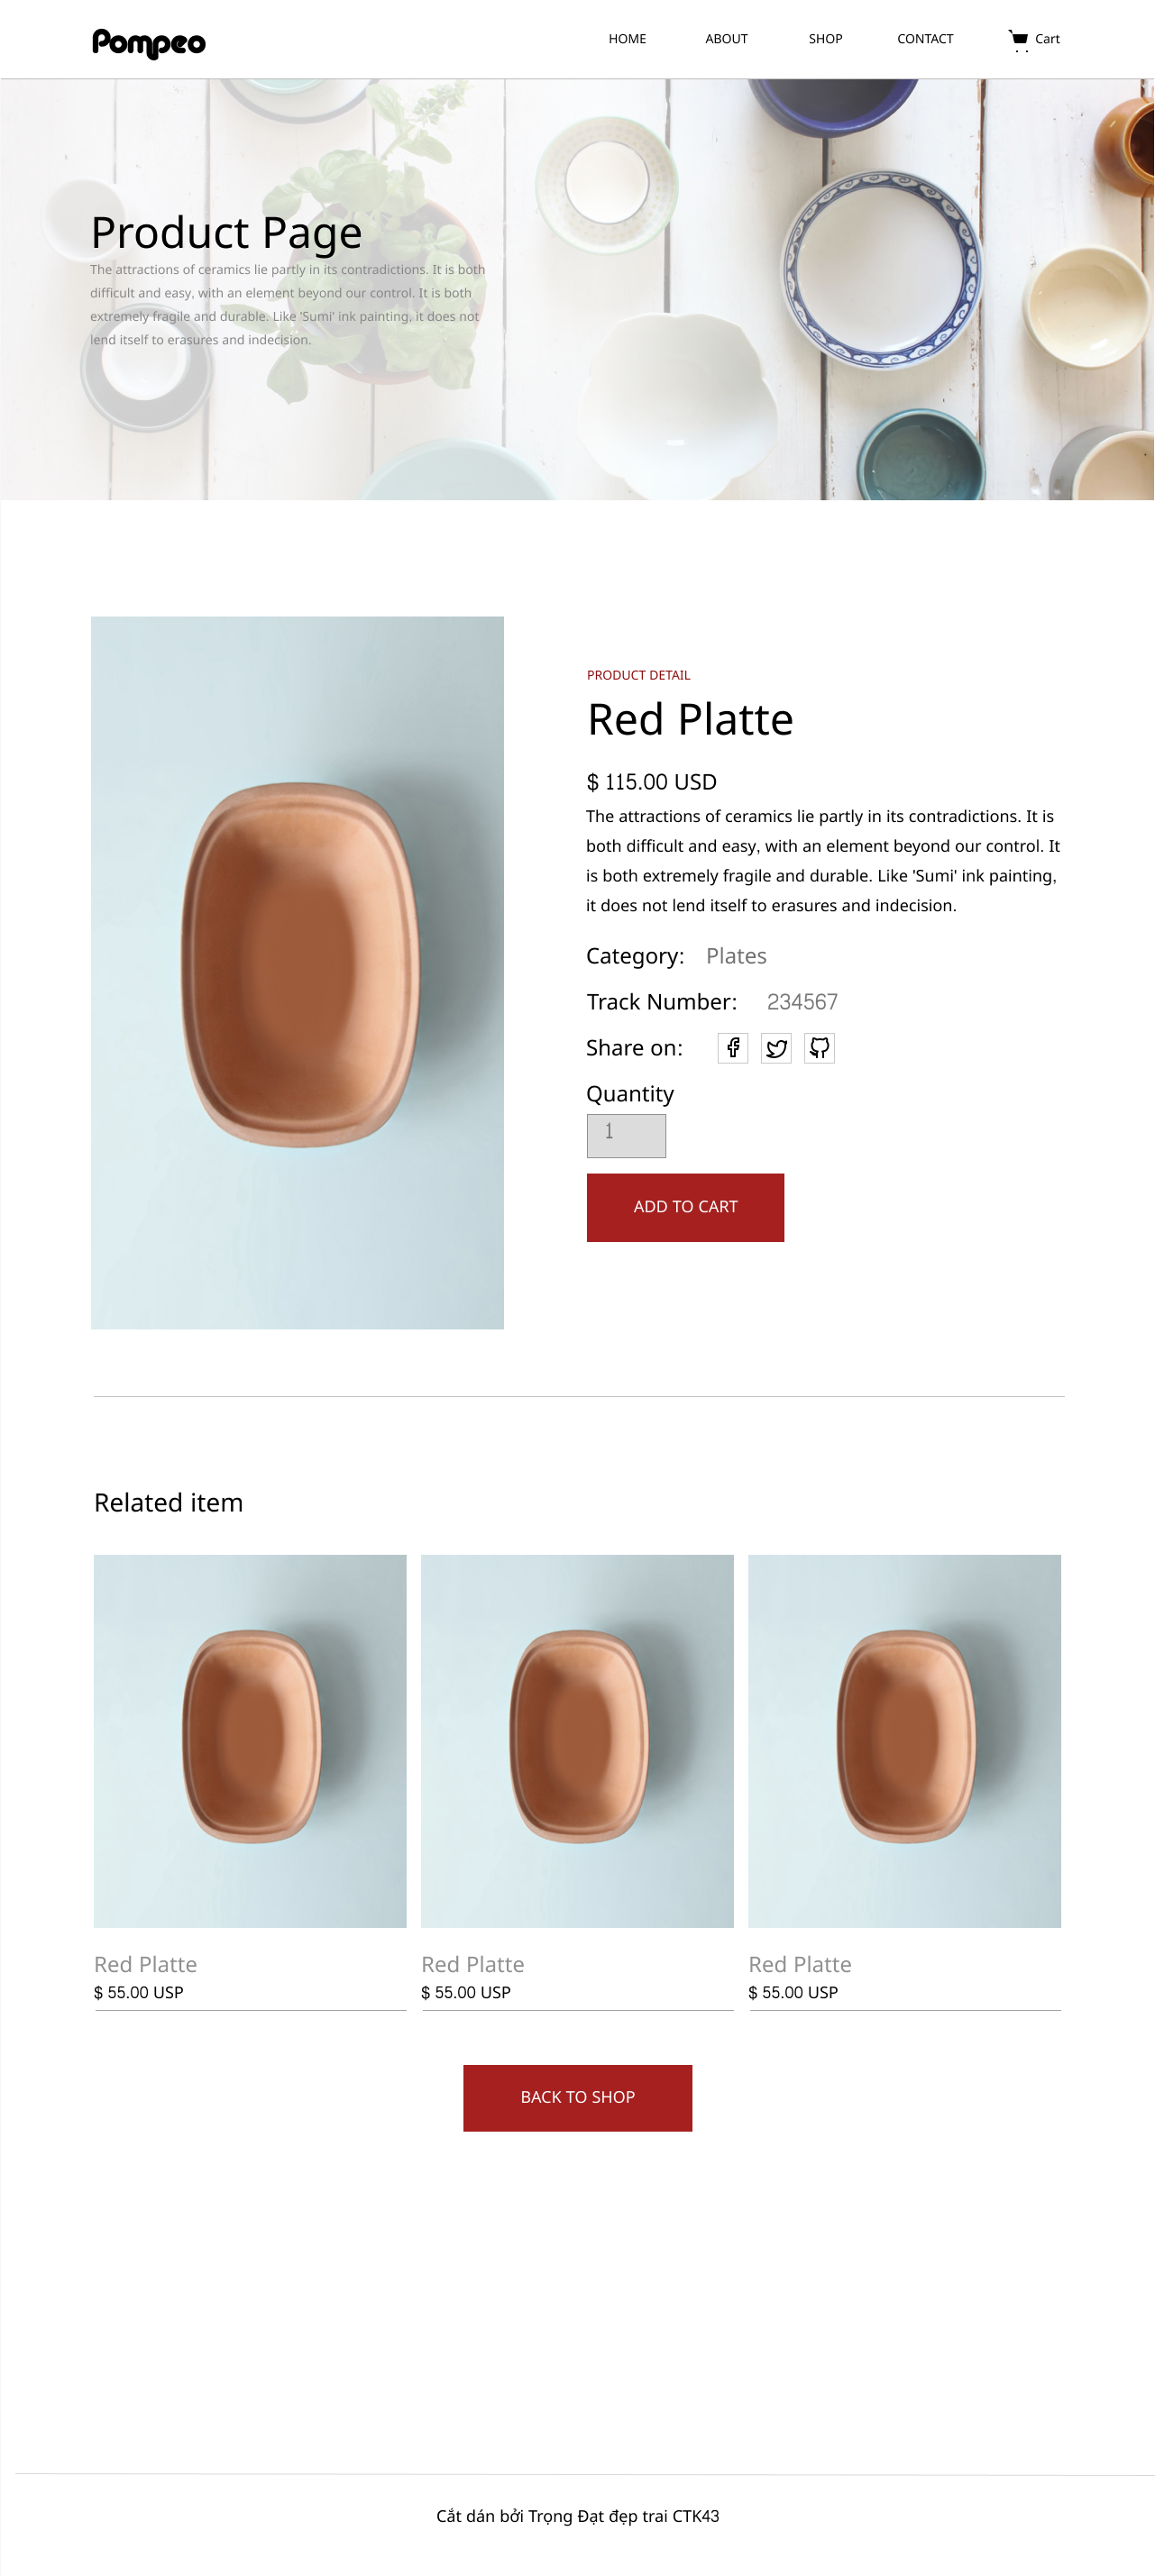 Pompeo
HOME
ABOUT
SHOP
CONTACT
Cart
Product Page
The attractions of ceramics lie partly in its contradictions. It is both
difficult and easy, with an element beyond our control. It is both
extremely fragile and durable. Like 'Sumi' ink painting, it does not
lend itself to erasures and indecision.
PRODUCT DETAIL
Red Platte
$ 115.00 USD
The attractions of ceramics lie partly in its contradictions. It is
both difficult and easy, with an element beyond our control. It
is both extremely fragile and durable. Like 'Sumi' ink painting,
it does not lend itself to erasures and indecision.
Category: Plates
Track Number: 234567
Share on:
Quantity
1
ADD TO CART
Related item
Red Platte
$ 55.00 USP
Red Platte
$ 55.00 USP
Red Platte
$ 55.00 USP
BACK TO SHOP
Cắt dán bởi Trọng Đạt đẹp trai CTK43